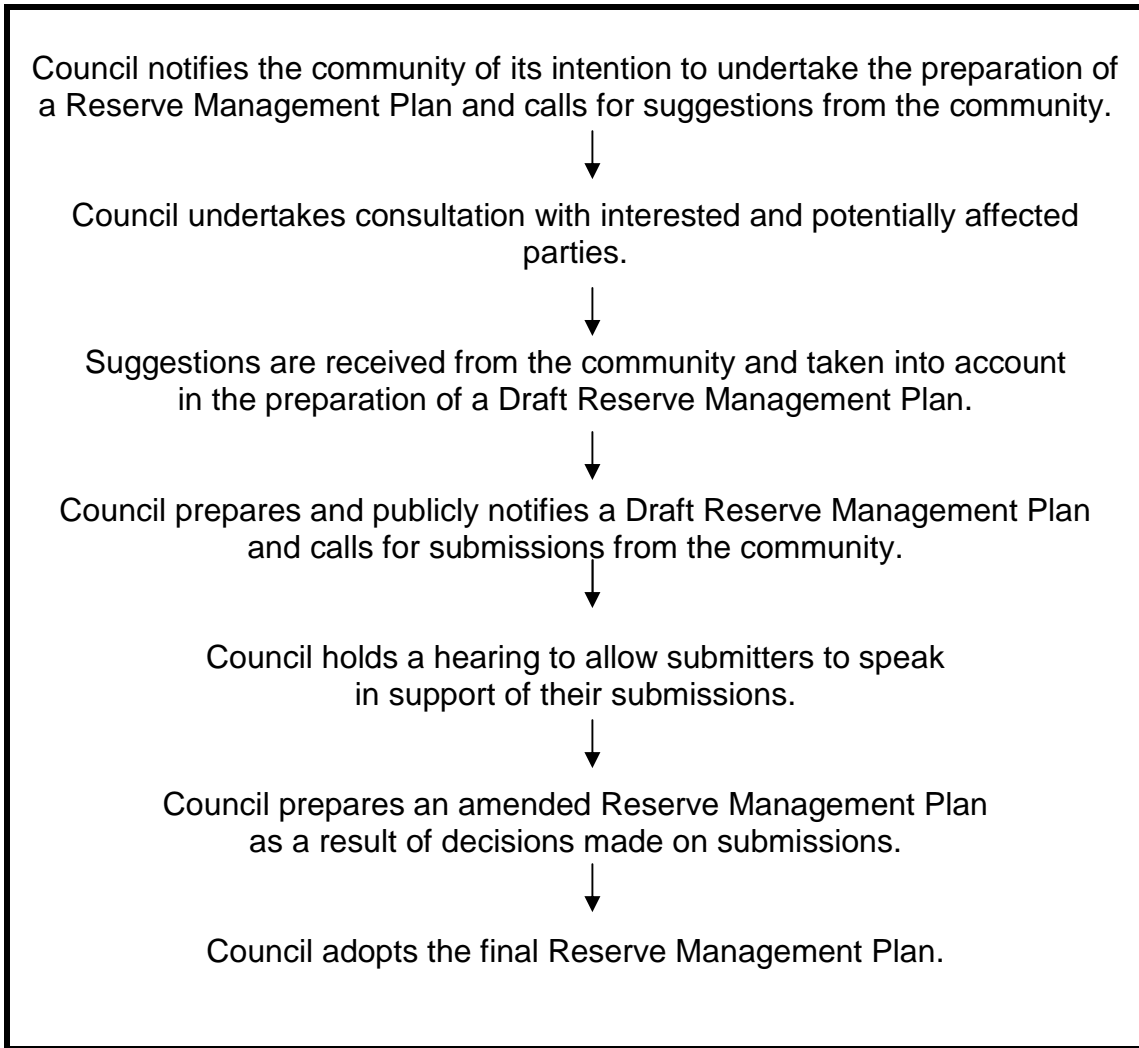 Council notifies the community of its intention to undertake the preparation of
a Reserve Management Plan and calls for suggestions from the community.
Council undertakes consultation with interested and potentially affected
parties.
Suggestions are received from the community and taken into account
in the preparation of a Draft Reserve Management Plan.
Council prepares and publicly notifies a Draft Reserve Management Plan
and calls for submissions from the community.
Council holds a hearing to allow submitters to speak
in support of their submissions.
Council prepares an amended Reserve Management Plan
as a result of decisions made on submissions.
Council adopts the final Reserve Management Plan.